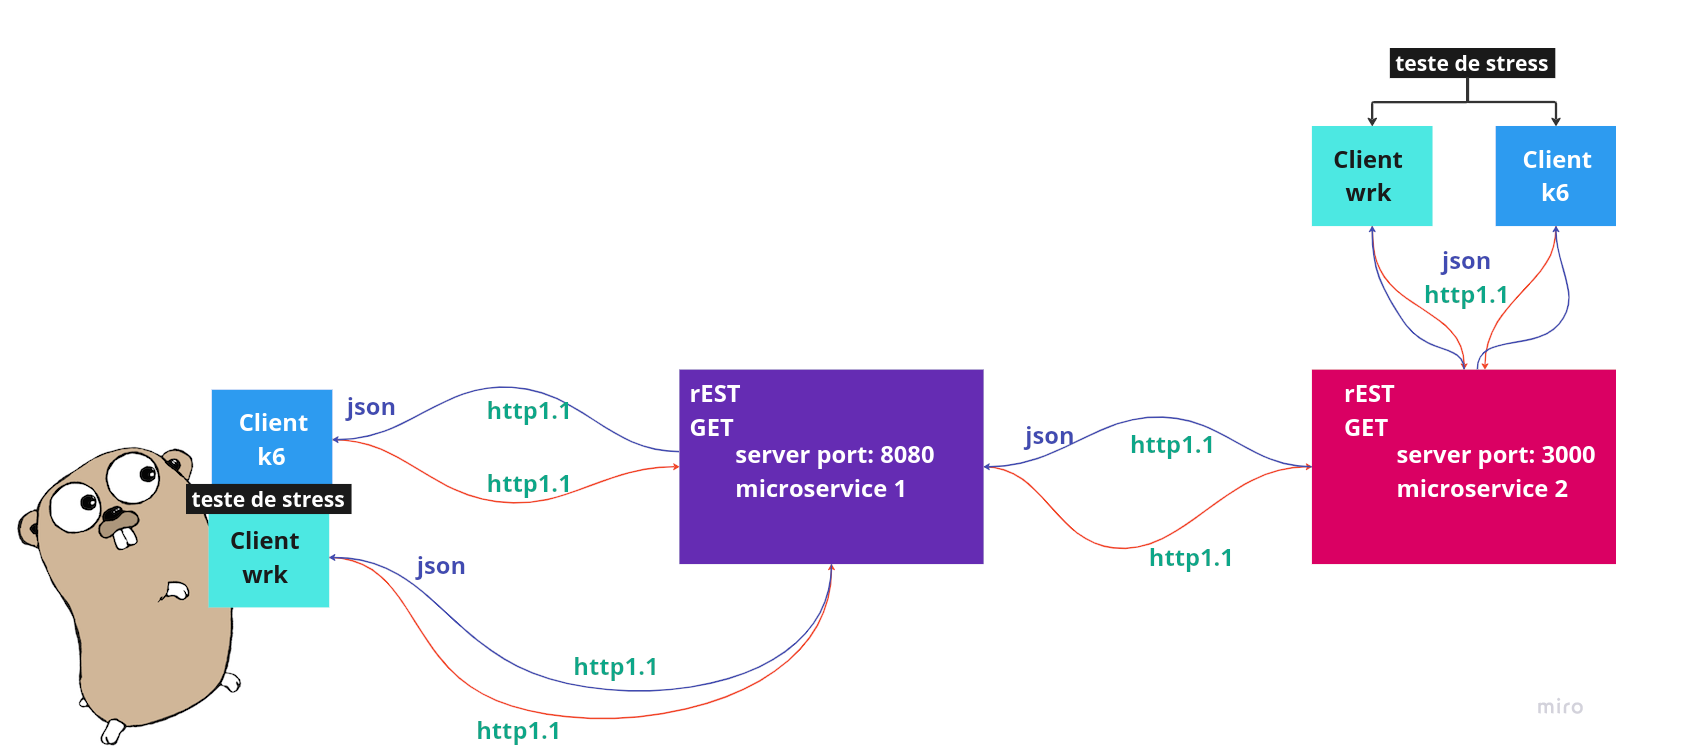 teste de stress
Client
wrk
Client
k6
json
http1.1
Client
k6
teste de stress
Client
wrk
json
http1.1
http1.1
json
http1.1
http1.1
rEST
GET
server port: 8080
microservice 1
json
http1.1
http1.1
rEST
GET
server port: 3000
microservice 2
miro